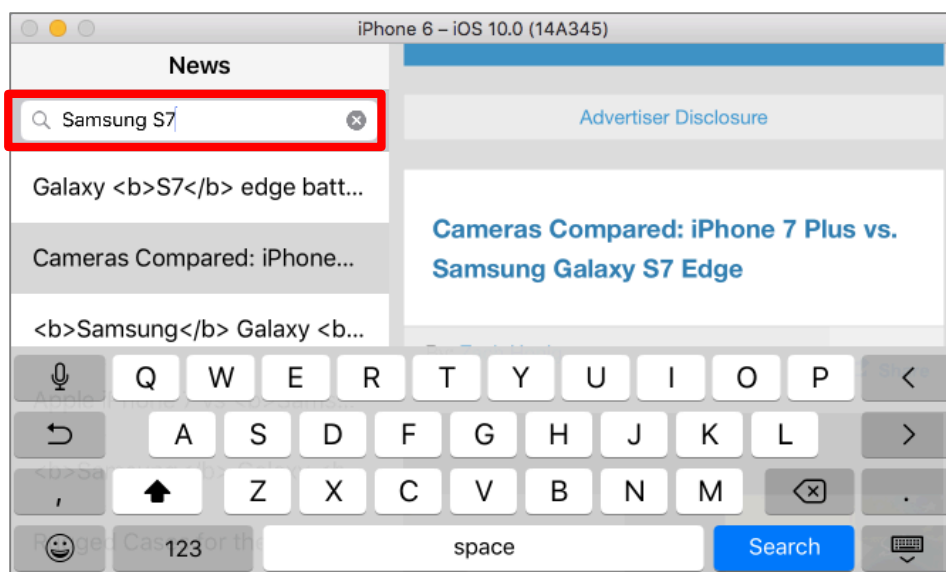 iPhone 6 – iOS 10.0 (14A345)
News
Samsung S7
Galaxy <b>S7</b> edge batt...
Cameras Compared: iPhone...
<b>Samsung</b> Galaxy <b...
Advertiser Disclosure
Cameras Compared: iPhone 7 Plus vs.
Samsung Galaxy S7 Edge
Share
Q W E R T Y U I O P <
A S D F G H J K L >
, Z X C V B N M .
123 space Search